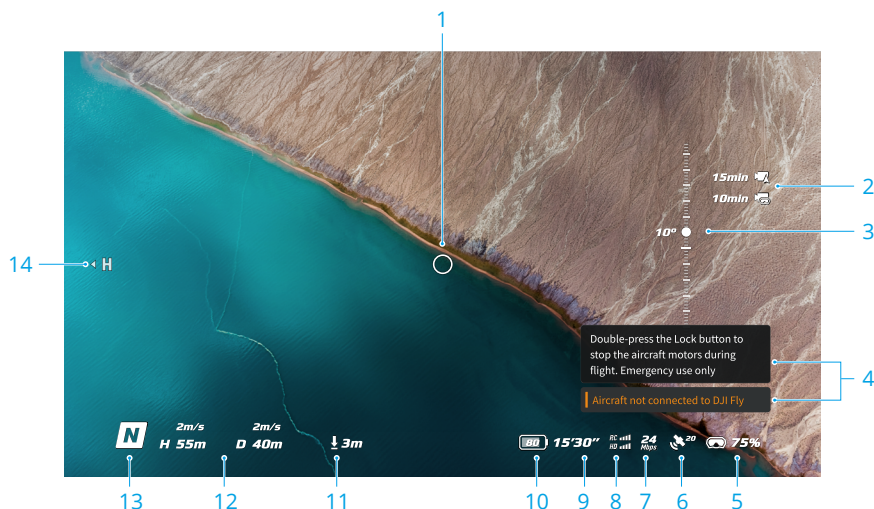 1
15min
10min
2
10°
3
14
H
Double-press the Lock button to
stop the aircraft motors during
flight. Emergency use only
Aircraft not connected to DJI Fly
4
N
2m/s
H 55m
2m/s
D 40m
3m
80
15'30"
RC
HD
24
Mbps
20
75%
13
12
11
10
9
8
7
6
5